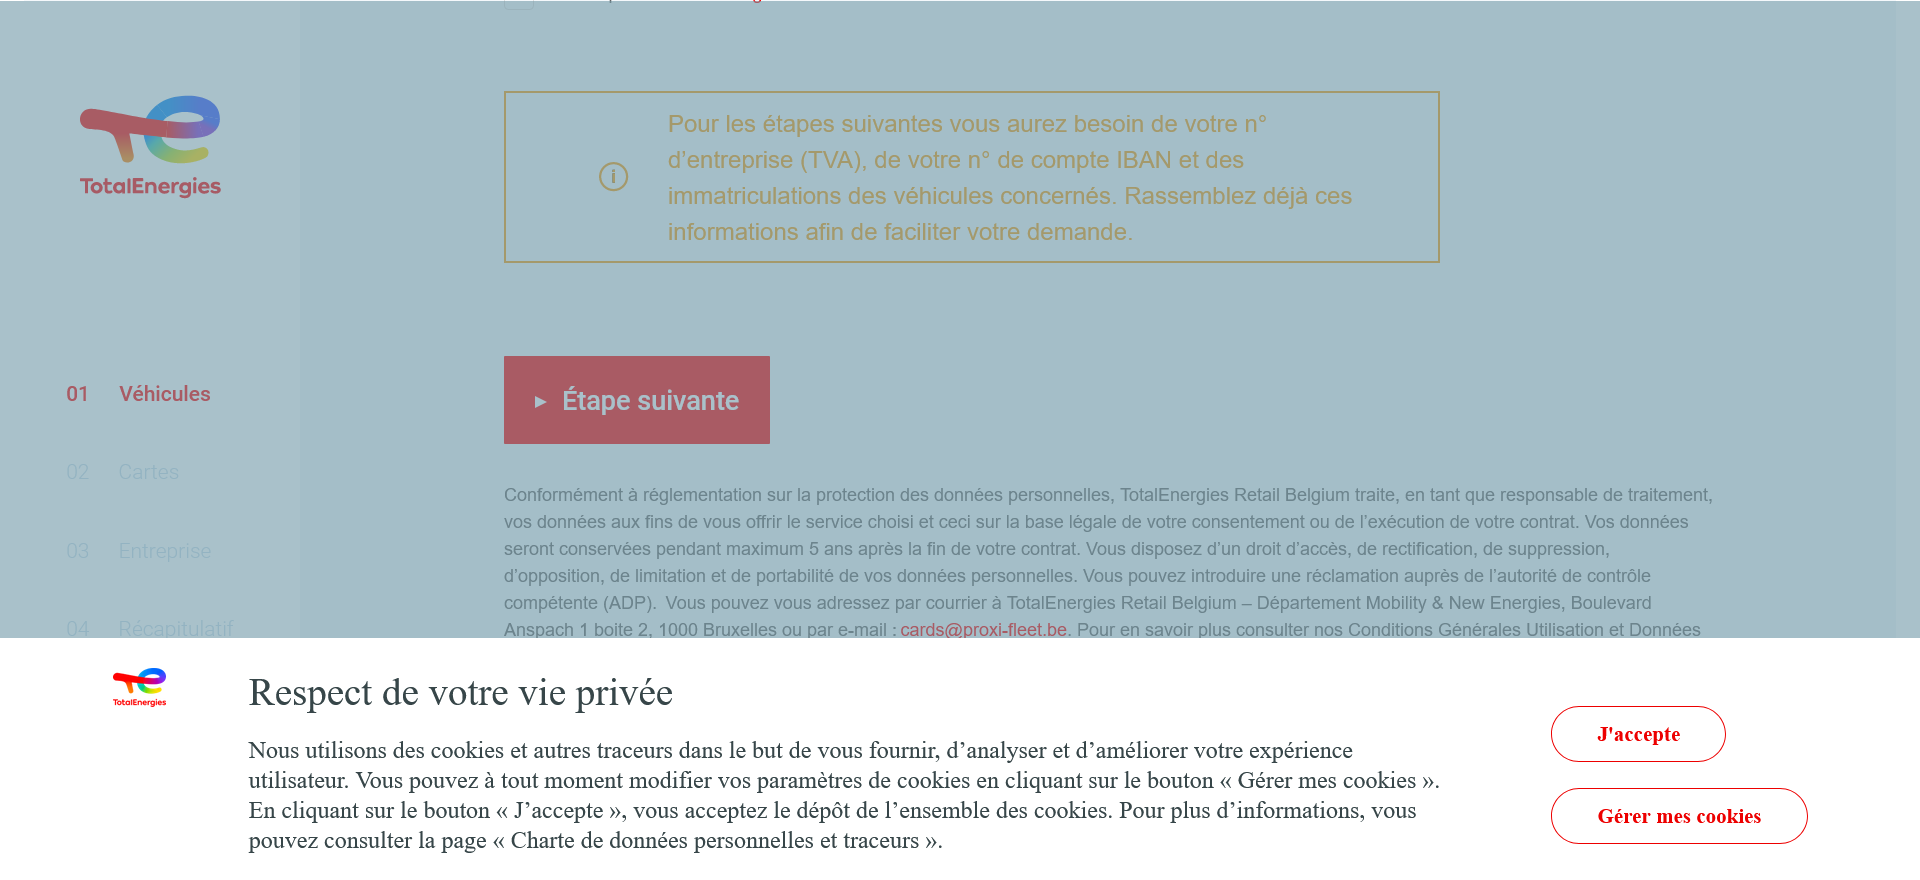 TotalEnergies
Pour les étapes suivantes vous aurez besoin de votre n°
d’entreprise (TVA), de votre n° de compte IBAN et des
immatriculations des véhicules concernés. Rassemblez déjà ces
informations afin de faciliter votre demande.
01 Véhicules
02 Cartes
03 Entreprise
04 Récapitulatif
Étape suivante
Conformément à réglementation sur la protection des données personnelles, TotalEnergies Retail Belgium traite, en tant que responsable de traitement,
vos données aux fins de vous offrir le service choisi et ceci sur la base légale de votre consentement ou de l’exécution de votre contrat. Vos données
seront conservées pendant maximum 5 ans après la fin de votre contrat. Vous disposez d’un droit d’accès, de rectification, de suppression,
d’opposition, de limitation et de portabilité de vos données personnelles. Vous pouvez introduire une réclamation auprès de l’autorité de contrôle
compétente (ADP). Vous pouvez vous adressez par courrier à TotalEnergies Retail Belgium – Département Mobility & New Energies, Boulevard
Anspach 1 boite 2, 1000 Bruxelles ou par e-mail : cards@proxi-fleet.be. Pour en savoir plus consulter nos Conditions Générales Utilisation et Données
TotalEnergies
Respect de votre vie privée
Nous utilisons des cookies et autres traceurs dans le but de vous fournir, d’analyser et d’améliorer votre expérience
utilisateur. Vous pouvez à tout moment modifier vos paramètres de cookies en cliquant sur le bouton « Gérer mes cookies ».
En cliquant sur le bouton « J’accepte », vous acceptez le dépôt de l’ensemble des cookies. Pour plus d’informations, vous
pouvez consulter la page « Charte de données personnelles et traceurs ».
J'accepte
Gérer mes cookies